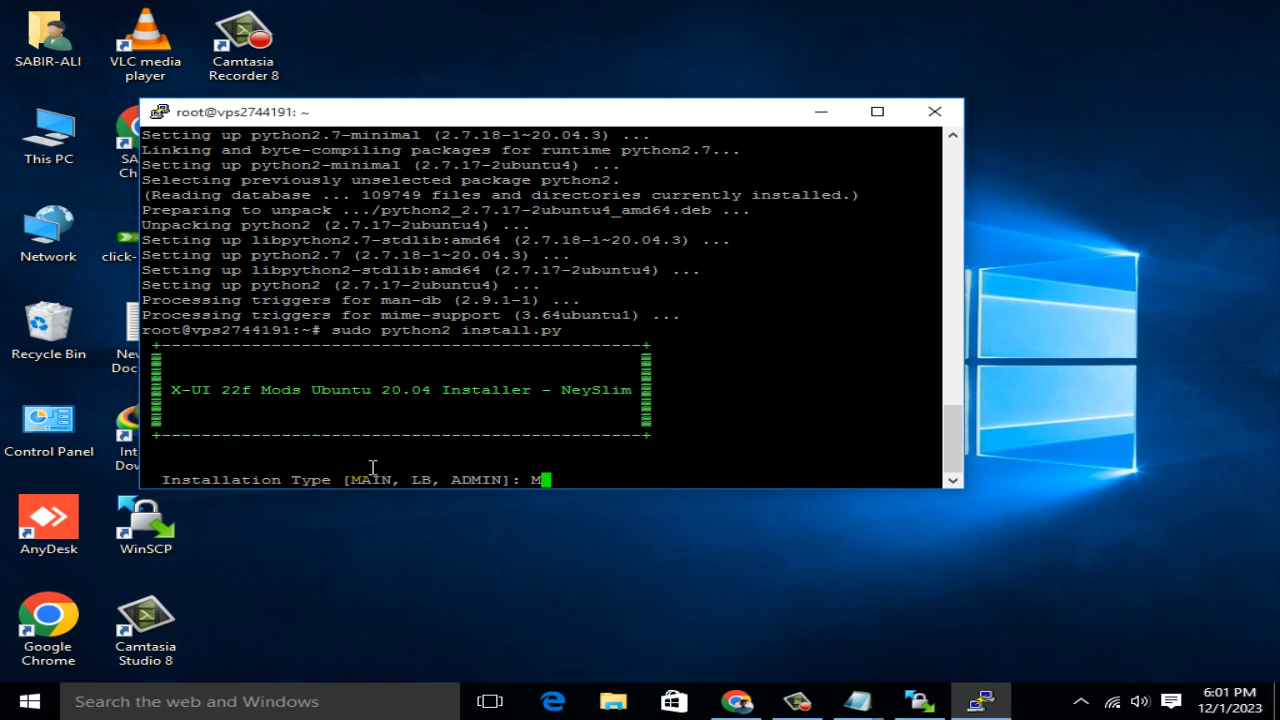 SABIR-ALI
VLC media
player
Camtasia
Recorder 8
This PC
SA
Ch
Network
click-
Recycle Bin
New
Doc
Control Panel
Int
Dow
AnyDesk
WinSCP
Google
Chrome
Camtasia
Studio 8
root@vps2744191: ~
Setting up python2.7-minimal (2.7.18-1~20.04.3) ...
Linking and byte-compiling packages for runtime python2.7...
Setting up python2-minimal (2.7.17-2ubuntu4) ...
Selecting previously unselected package python2.
(Reading database ... 109749 files and directories currently installed.)
Preparing to unpack .../python2_2.7.17-2ubuntu4_amd64.deb ...
Unpacking python2 (2.7.17-2ubuntu4) ...
Setting up libpython2.7-stdlib:amd64 (2.7.18-1~20.04.3) ...
Setting up python2.7 (2.7.18-1~20.04.3) ...
Setting up libpython2-stdlib:amd64 (2.7.17-2ubuntu4) ...
Setting up python2 (2.7.17-2ubuntu4) ...
Processing triggers for man-db (2.9.1-1) ...
Processing triggers for mime-support (3.64ubuntu1) ...
root@vps2744191:~# sudo python2 install.py
X-UI 22f Mods Ubuntu 20.04 Installer - NeySlim
Installation Type [MAIN, LB, ADMIN]: M
Search the web and Windows
6:01 PM
12/1/2023